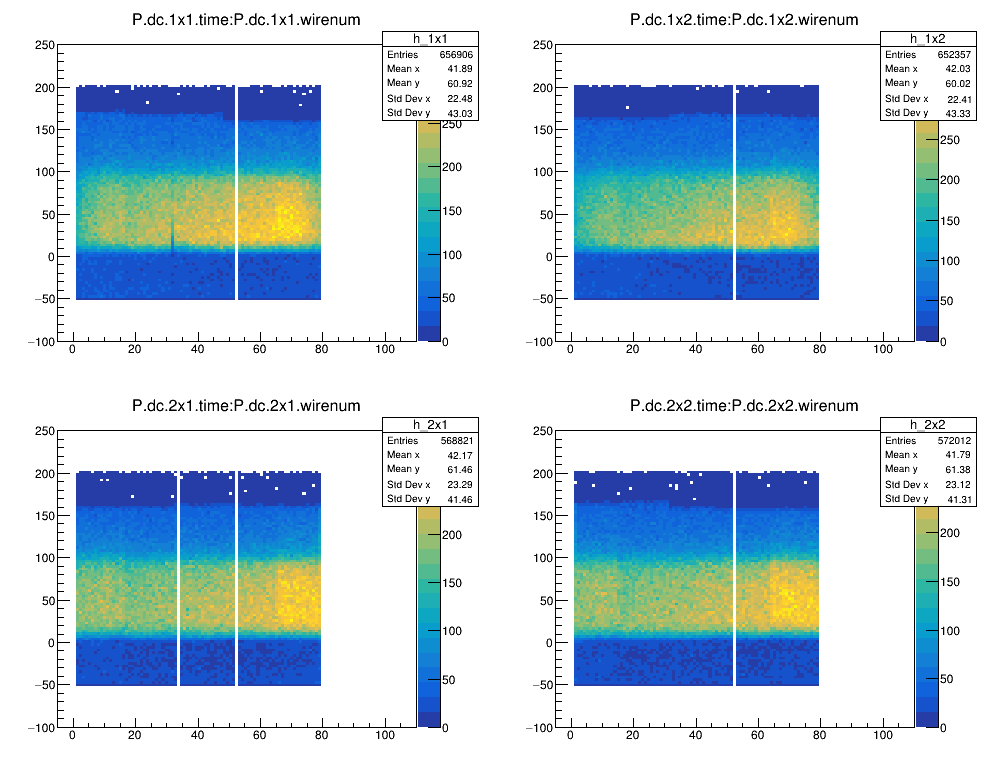 P.dc.1x1.time:P.dc.1x1.wirenum
h_1x1
Entries 656906
Mean x 41.89
Mean y 60.92
Std Dev x 22.48
Std Dev y 43.03
250
200
150
100
50
0
−50
−100
0 20 40 60 80 100
250
200
150
100
50
0
P.dc.1x2.time:P.dc.1x2.wirenum
h_1x2
Entries 652357
Mean x 42.03
Mean y 60.02
Std Dev x 22.41
Std Dev y 43.33
250
200
150
100
50
0
−50
−100
0 20 40 60 80 100
250
200
150
100
50
0
P.dc.2x1.time:P.dc.2x1.wirenum
h_2x1
Entries 568821
Mean x 42.17
Mean y 61.46
Std Dev x 23.29
Std Dev y 41.46
250
200
150
100
50
0
−50
−100
0 20 40 60 80 100
200
150
100
50
0
P.dc.2x2.time:P.dc.2x2.wirenum
h_2x2
Entries 572012
Mean x 41.79
Mean y 61.38
Std Dev x 23.12
Std Dev y 41.31
250
200
150
100
50
0
−50
−100
0 20 40 60 80 100
200
150
100
50
0